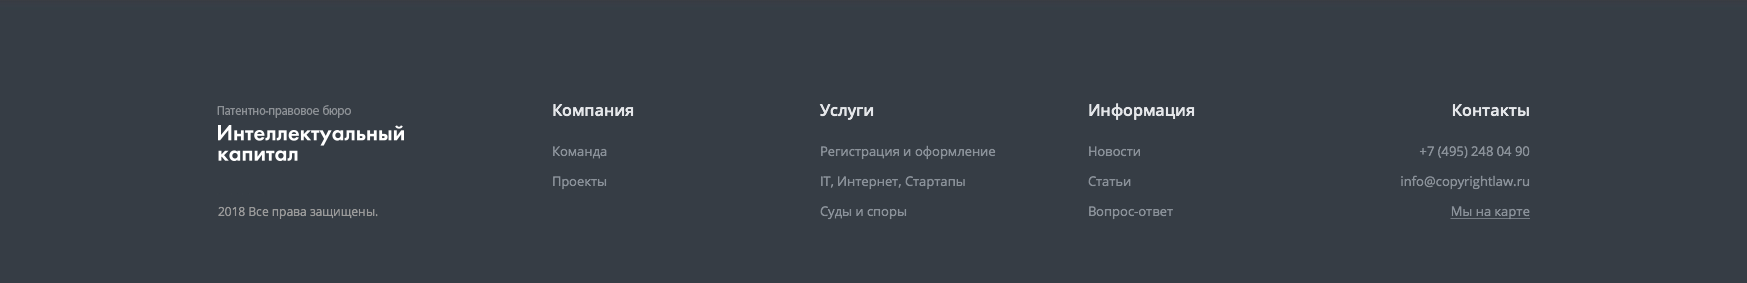 Патентно-правовое бюро
Интеллектуальный
капитал
2018 Все права защищены.
Компания
Команда
Проекты
Услуги
Регистрация и оформление
IT, Интернет, Стартапы
Суды и споры
Информация
Новости
Статьи
Вопрос-ответ
Контакты
+7 (495) 248 04 90
info@copyrightlaw.ru
Мы на карте